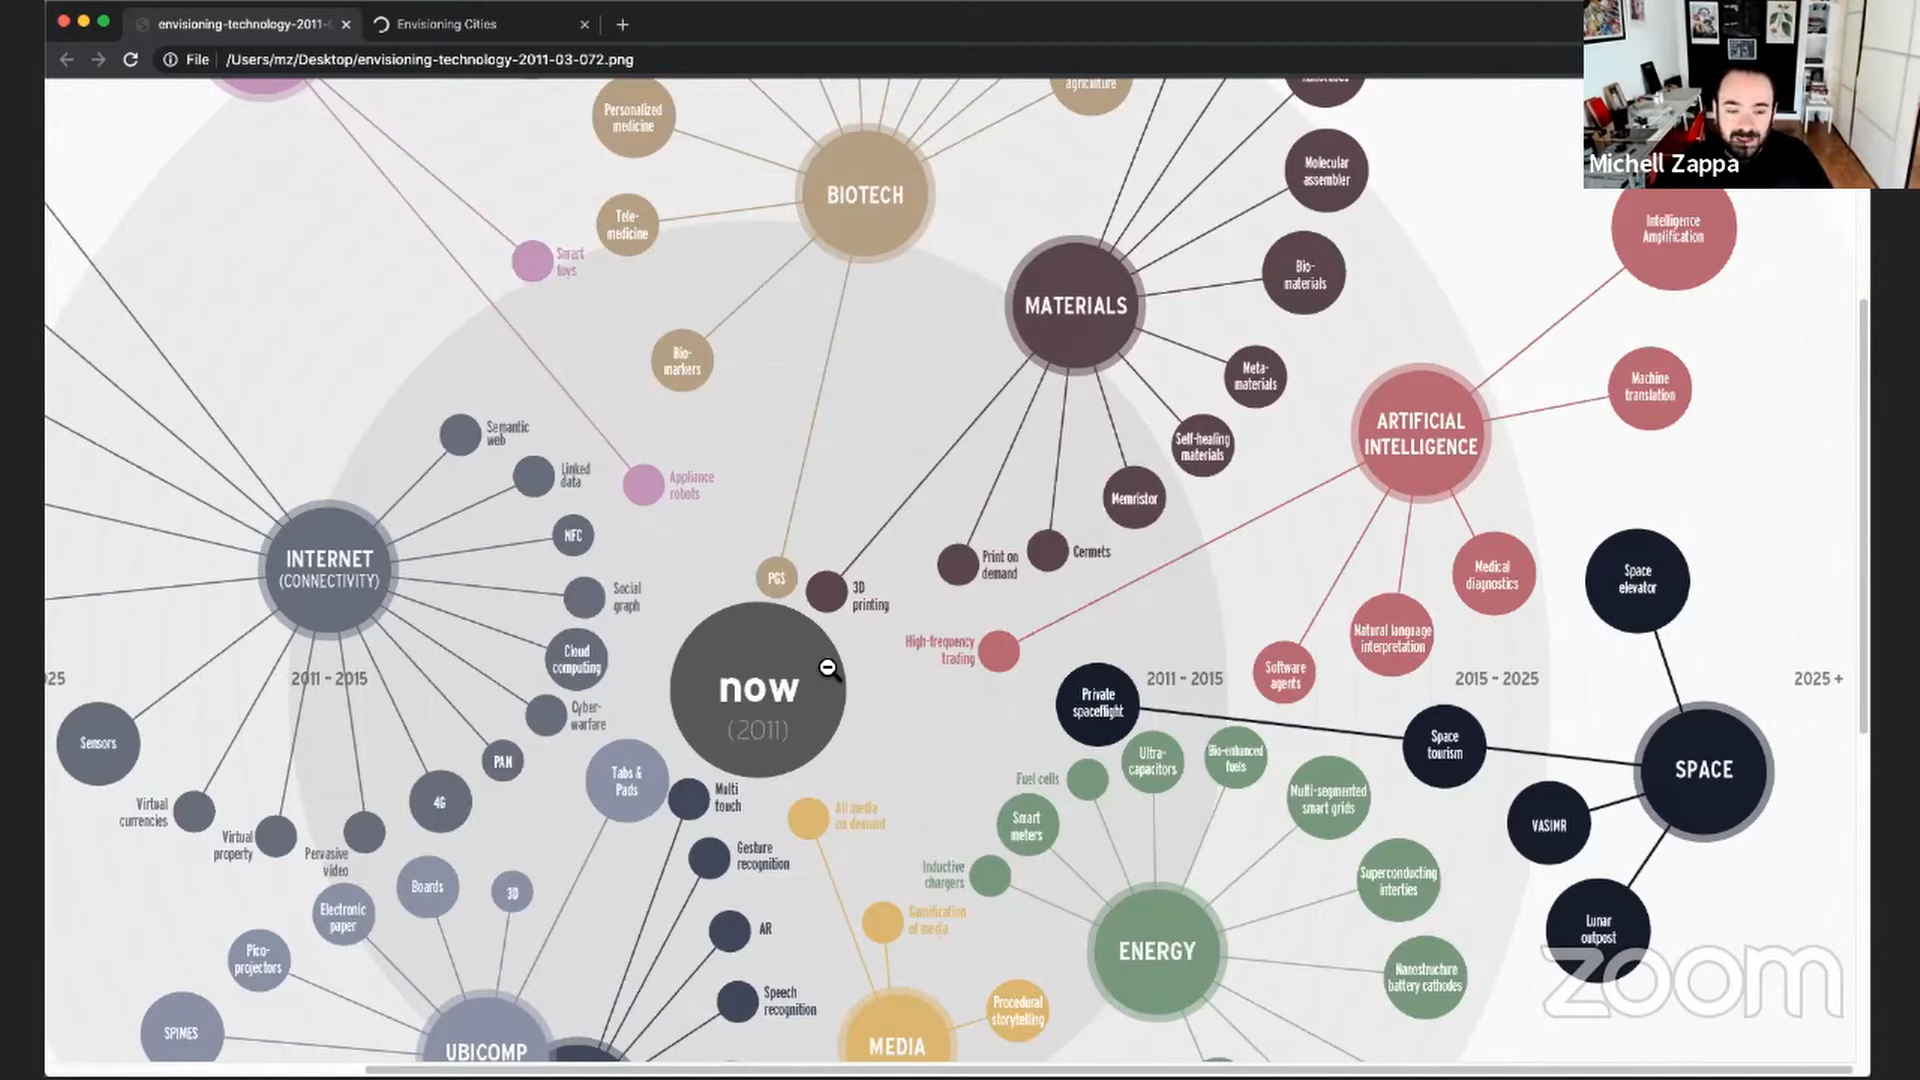 envisioning-technology-2011-
Envisioning Cities
File
/Users/mz/Desktop/envisioning-technology-2011-03-072.png
Michell Zappa
Personalized
medicine
agriculture
BIOTECH
Tele-
medicine
Smart
toys
Bio-
markers
Molecular
assembler
MATERIALS
Bio-
materials
Meta-
materials
Self-healing
materials
Memristor
Intelligence
Amplification
Machine
translation
ARTIFICIAL
INTELLIGENCE
Semantic
web
Linked
data
Appliance
robots
NFC
INTERNET
(CONNECTIVITY)
Social
graph
Cloud
computing
Cyber-
warfare
PGS
3D
printing
Print on
demand
Cermets
High-frequency
trading
Medical
diagnostics
Natural language
interpretation
Software
agents
Space
elevator
25
2011 - 2015
now
(2011)
2011 - 2015
2015 - 2025
2025 +
Private
spaceflight
Space
tourism
SPACE
VASIMR
Lunar
outpost
Sensors
Virtual
currencies
Virtual
property
Pervasive
video
4G
PAN
Tabs &
Pads
Multi
touch
Gesture
recognition
AR
Speech
recognition
All media
on demand
Gamification
of media
Procedural
storytelling
MEDIA
Fuel cells
Ultra-
capacitors
Bio-enhanced
fuels
Smart
meters
Inductive
chargers
Multi-segmented
smart grids
Superconducting
interties
Nanostructure
battery cathodes
ENERGY
Boards
3D
Electronic
paper
Pico-
projectors
SPINES
UBICOMP
zoom